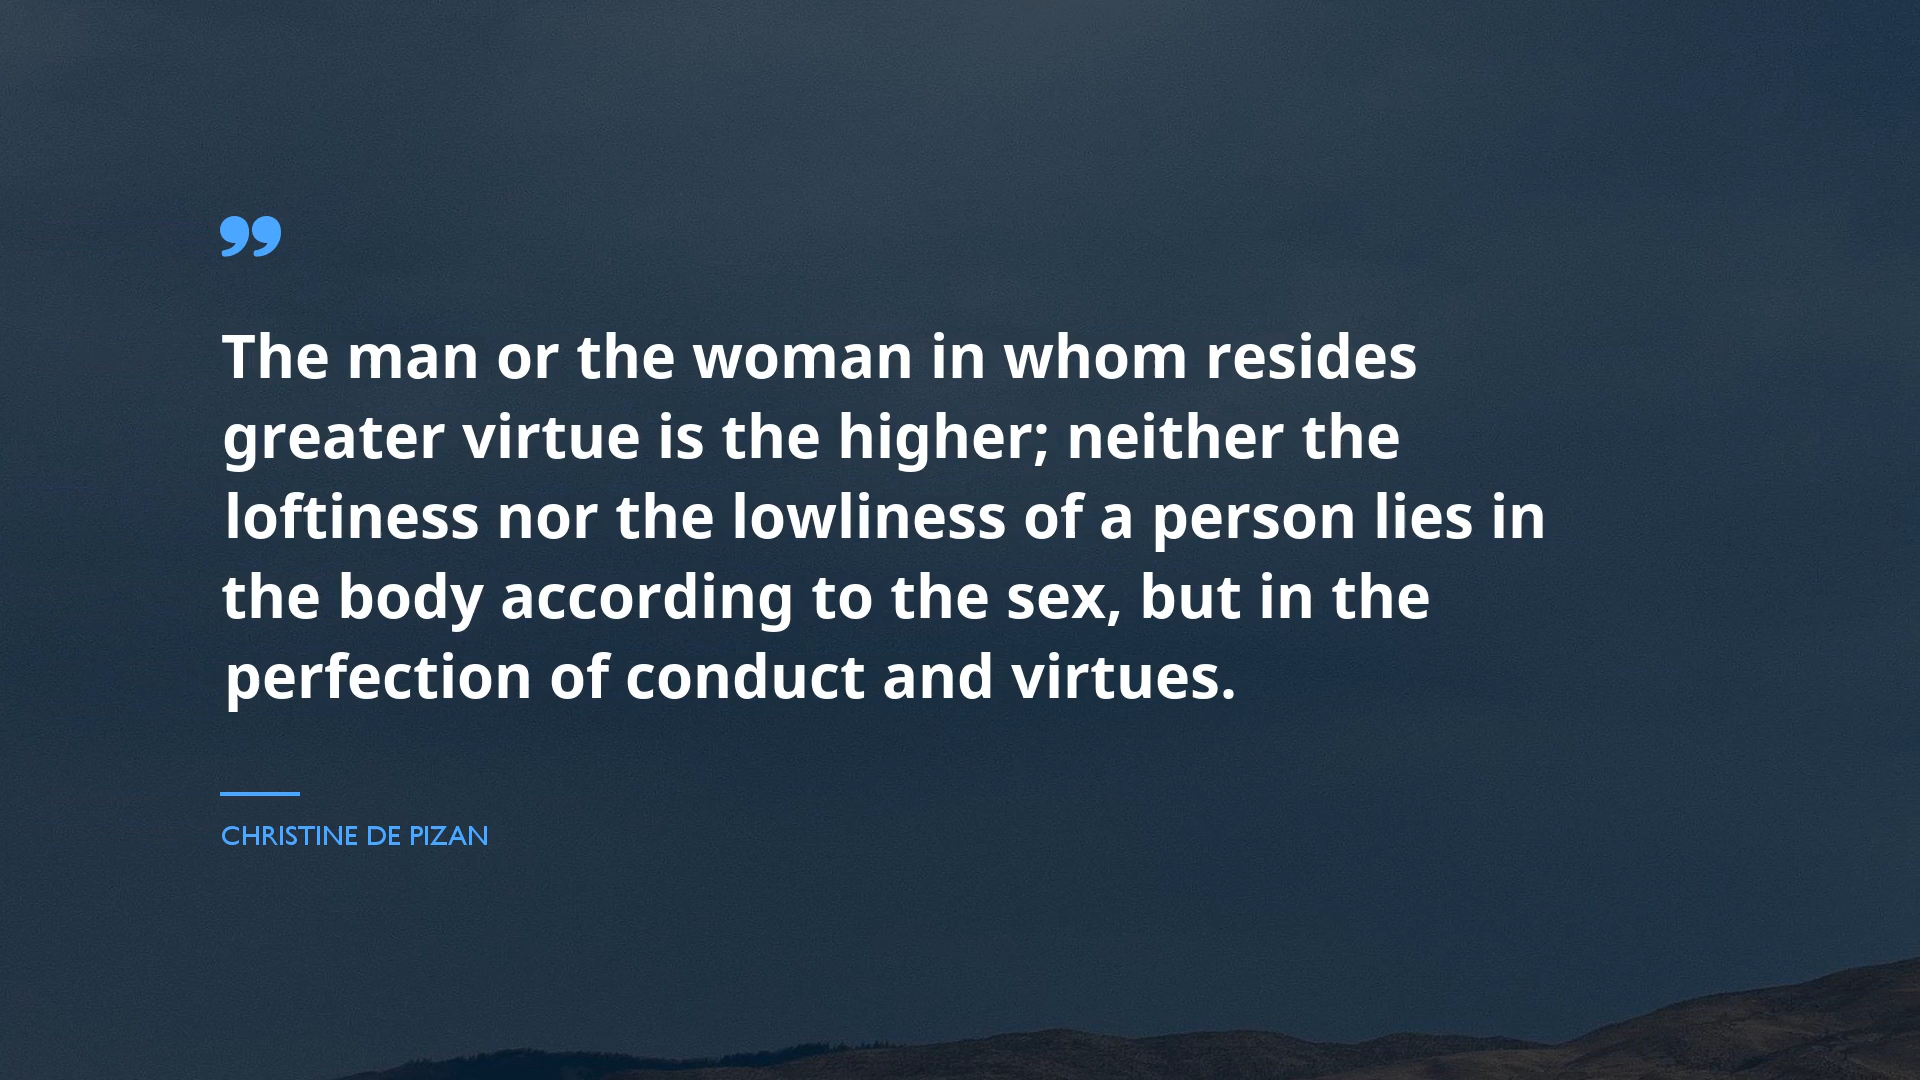 ”
The man or the woman in whom resides
greater virtue is the higher; neither the
loftiness nor the lowliness of a person lies in
the body according to the sex, but in the
perfection of conduct and virtues.
CHRISTINE DE PIZAN